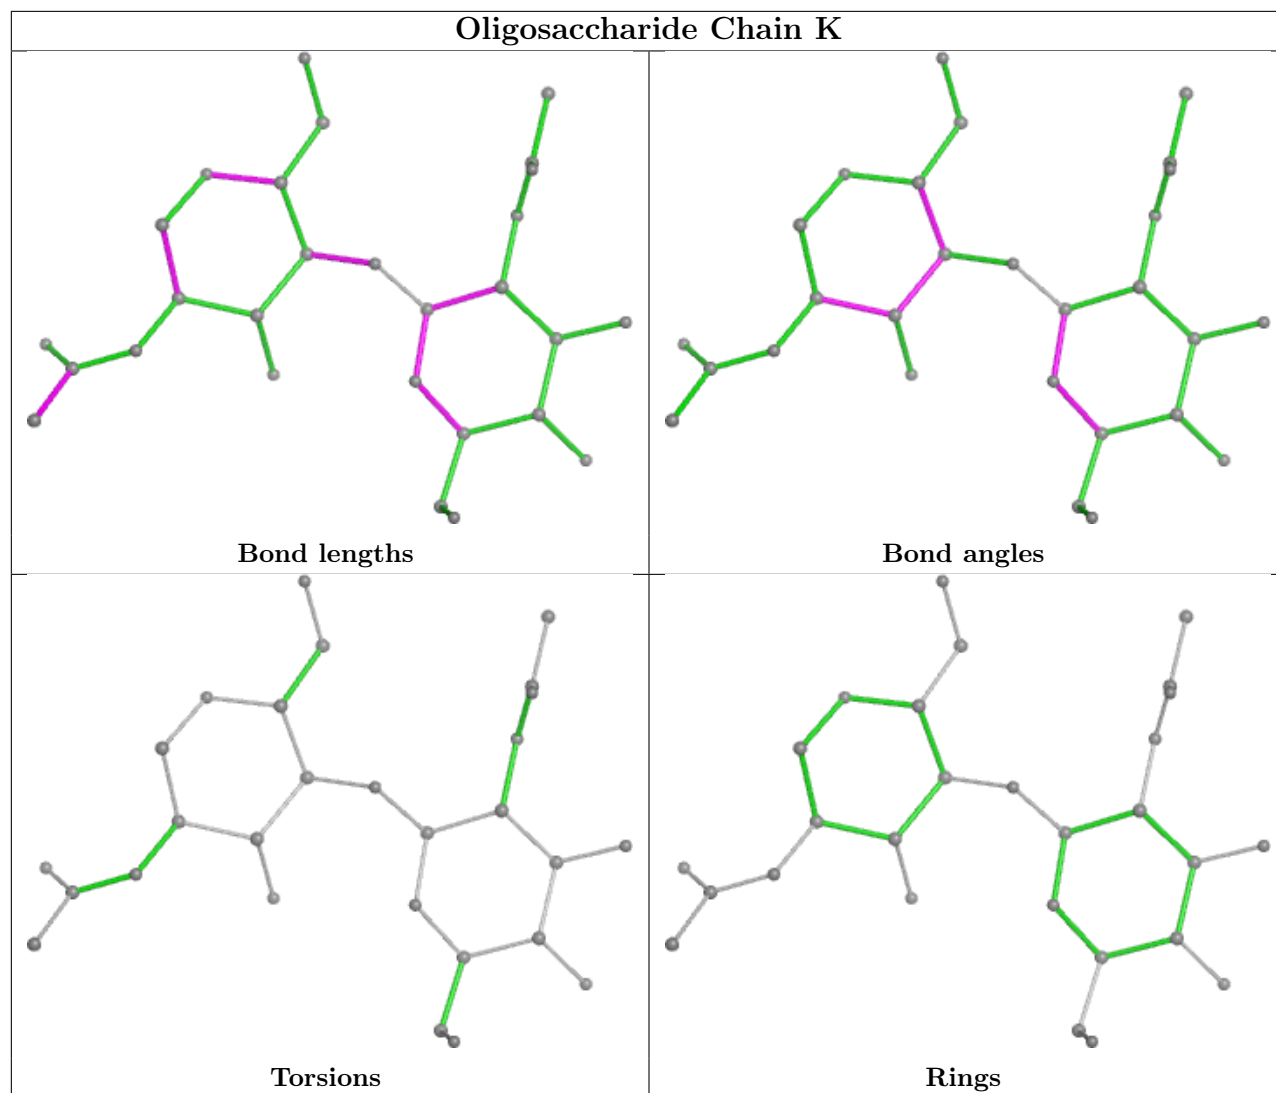 Oligosaccharide Chain K
Bond lengths
Bond angles
Torsions
Rings